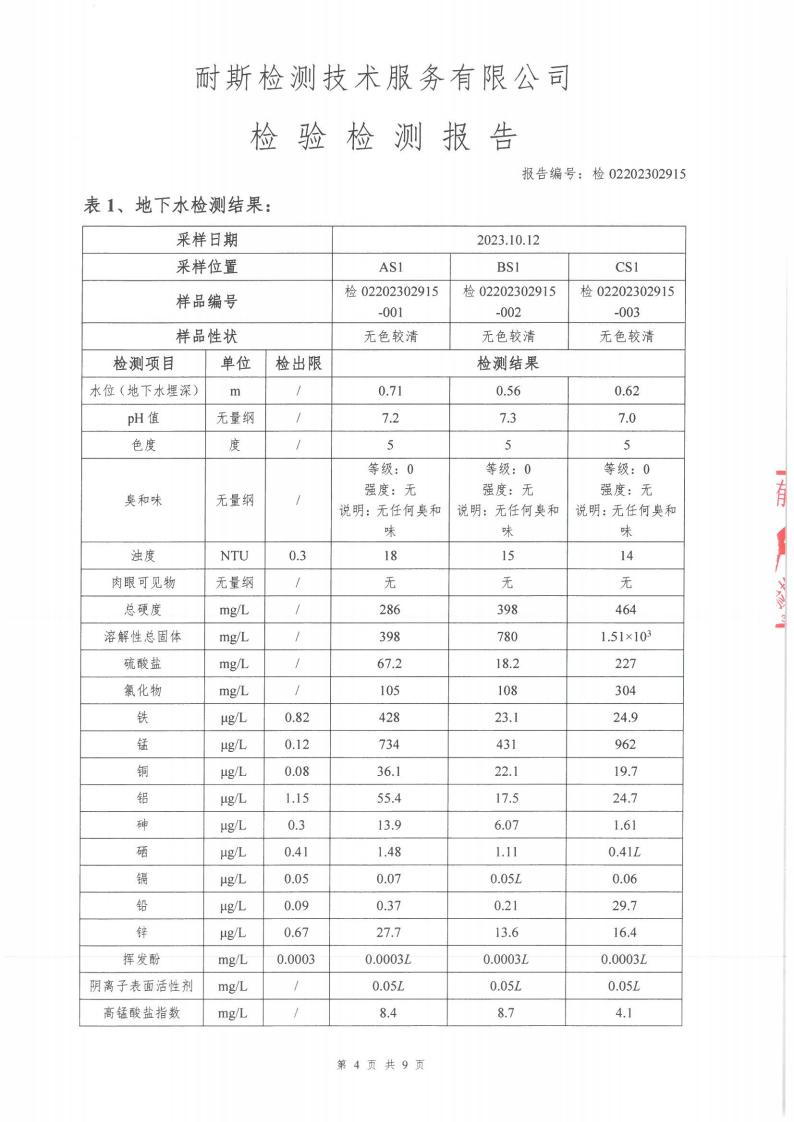 耐斯检测技术服务有限公司
检验检测报告
报告编号：检 02202302915
表 1、地下水检测结果：
采样日期 2023.10.12
采样位置 AS1 BS1 CS1
样品编号 检 02202302915-001 检 02202302915-002 检 02202302915-003
样品性状 无色较清 无色较清 无色较清
检测项目 单位 检出限 检测结果
水位（地下水埋深） m / 0.71 0.56 0.62
pH 值 无量纲 / 7.2 7.3 7.0
色度 度 / 5 5 5
臭和味 无量纲 / 等级：0 强度：无 说明：无任何臭和味 等级：0 强度：无 说明：无任何臭和味 等级：0 强度：无 说明：无任何臭和味
浊度 NTU 0.3 18 15 14
肉眼可见物 无量纲 / 无 无 无
总硬度 mg/L / 286 398 464
溶解性总固体 mg/L / 398 780 1.51×10³
硫酸盐 mg/L / 67.2 18.2 227
氯化物 mg/L / 105 108 304
铁 μg/L 0.82 428 23.1 24.9
锰 μg/L 0.12 734 431 962
铜 μg/L 0.08 36.1 22.1 19.7
铝 μg/L 1.15 55.4 17.5 24.7
砷 μg/L 0.3 13.9 6.07 1.61
硒 μg/L 0.41 1.48 1.11 0.41L
镉 μg/L 0.05 0.07 0.05L 0.06
铅 μg/L 0.09 0.37 0.21 29.7
锌 μg/L 0.67 27.7 13.6 16.4
挥发酚 mg/L 0.0003 0.0003L 0.0003L 0.0003L
阴离子表面活性剂 mg/L / 0.05L 0.05L 0.05L
高锰酸盐指数 mg/L / 8.4 8.7 4.1
第 4 页 共 9 页